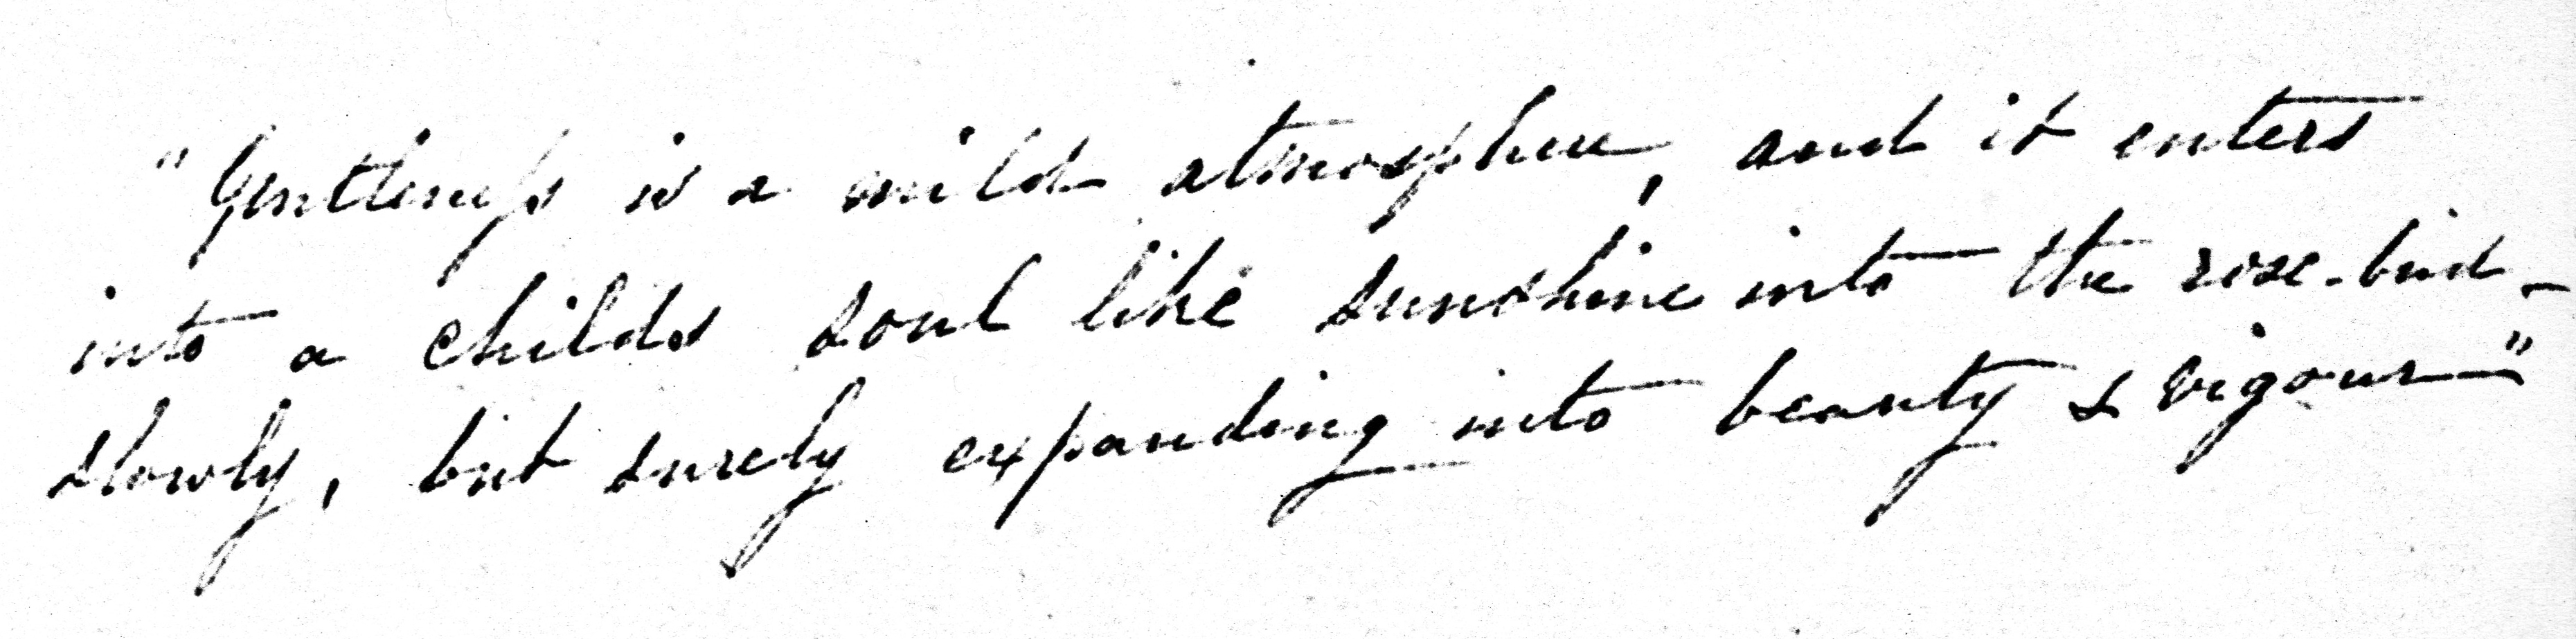 "Gentleneſs is a mild atmosphere, and it enters
into a childs soul like sunshine into the rose-bud -
slowly, but surely expanding into beauty & vigour—"